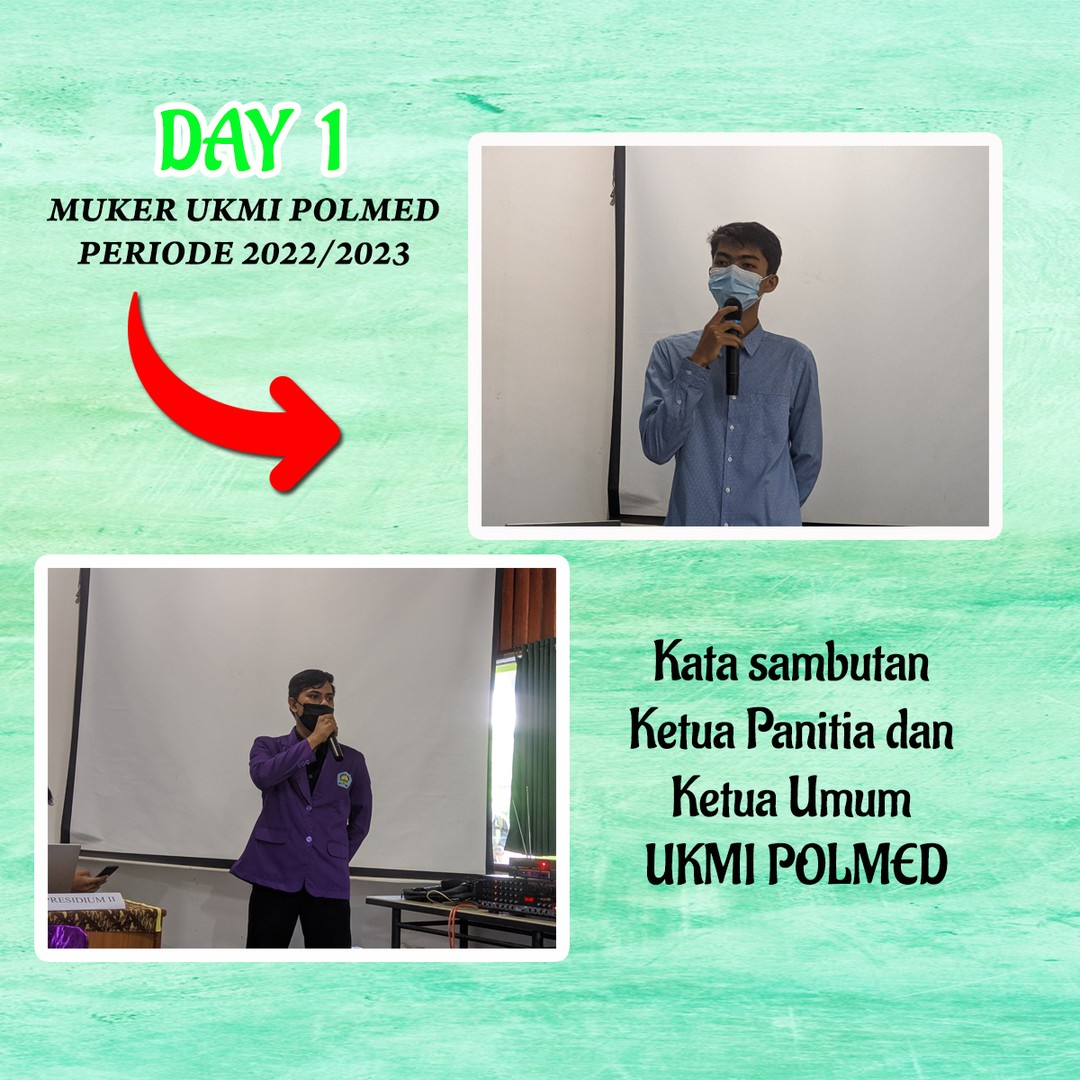 DAY 1
MUKER UKMI POLMED
PERIODE 2022/2023
PRESIDIUM II
Kata sambutan
Ketua Panitia dan
Ketua Umum
UKMI POLMED